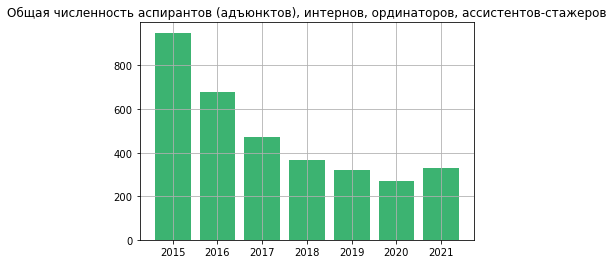 Общая численность аспирантов (адъюнктов), интернов, ординаторов, ассистентов-стажеров
800
600
400
200
0
2015 2016 2017 2018 2019 2020 2021